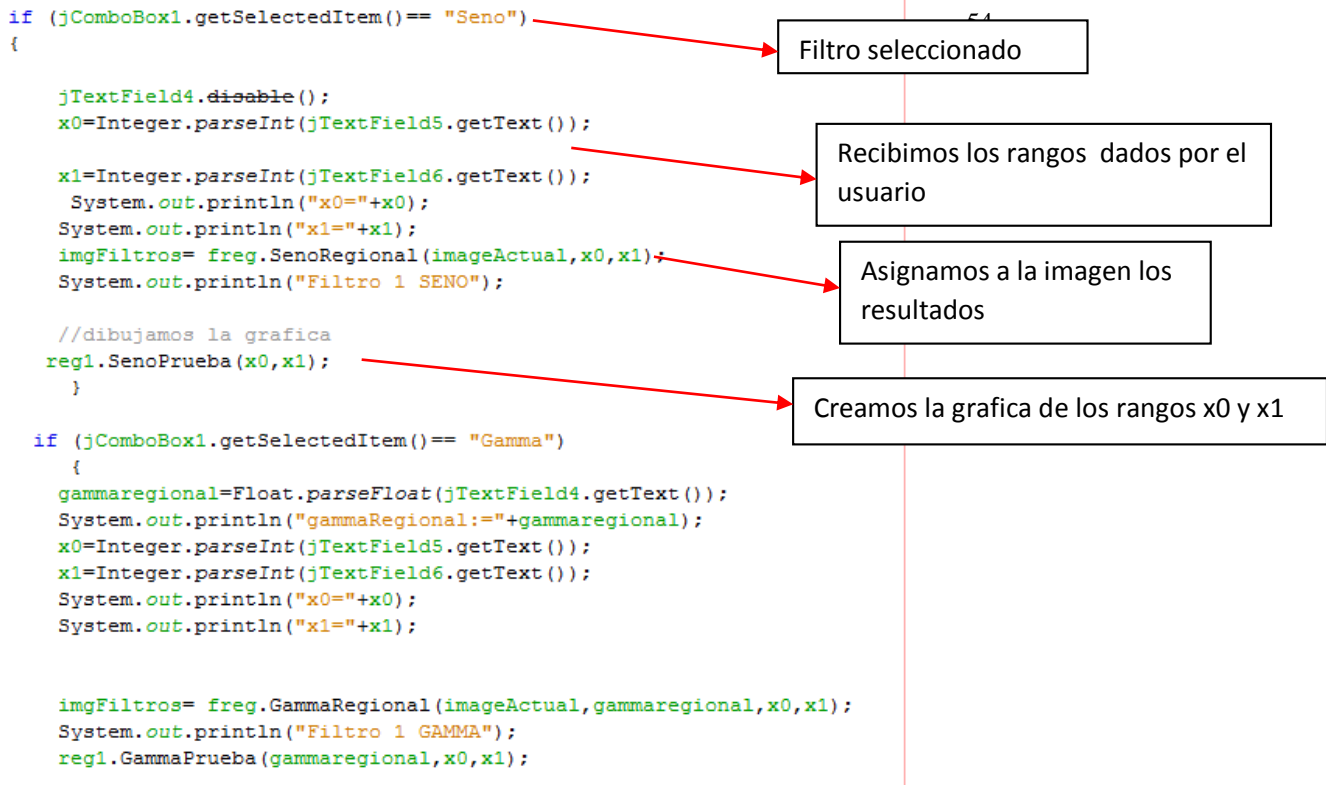 if (jComboBox1.getSelectedItem()== "Seno")
{
Filtro seleccionado
jTextField4.disable();
x0=Integer.parseInt(jTextField5.getText());
Recibimos los rangos dados por el
usuario
x1=Integer.parseInt(jTextField6.getText());
System.out.println("x0="+x0);
System.out.println("x1="+x1);
imgFiltros= freg.SenoRegional(imageActual,x0,x1);
System.out.println("Filtro 1 SENO");
Asignamos a la imagen los
resultados
//dibujamos la grafica
reg1.SenoPrueba(x0,x1);
}
Creamos la grafica de los rangos x0 y x1
if (jComboBox1.getSelectedItem()== "Gamma")
{
gammaregional=Float.parseFloat(jTextField4.getText());
System.out.println("gammaRegional:="+gammaregional);
x0=Integer.parseInt(jTextField5.getText());
x1=Integer.parseInt(jTextField6.getText());
System.out.println("x0="+x0);
System.out.println("x1="+x1);
imgFiltros= freg.GammaRegional(imageActual,gammaregional,x0,x1);
System.out.println("Filtro 1 GAMMA");
reg1.GammaPrueba(gammaregional,x0,x1);